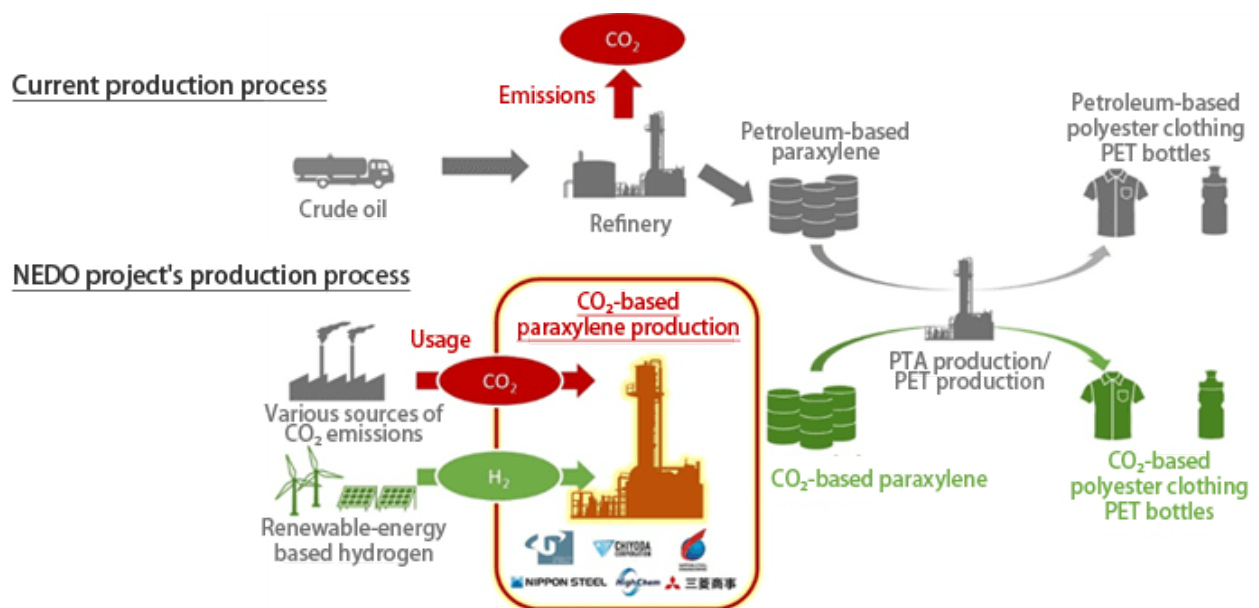 CO₂
Current production process
Emissions
Petroleum-based
paraxylene
Petroleum-based
polyester clothing
PET bottles
Crude oil
Refinery
NEDO project's production process
CO₂-based
paraxylene production
Usage
CO₂
Various sources of
CO₂ emissions
PTA production/
PET production
H₂
Renewable-energy
based hydrogen
CO₂-based paraxylene
CO₂-based
polyester clothing
PET bottles
CHIYODA
CORPORATION
NIPPON STEEL
HighChem
三菱商事